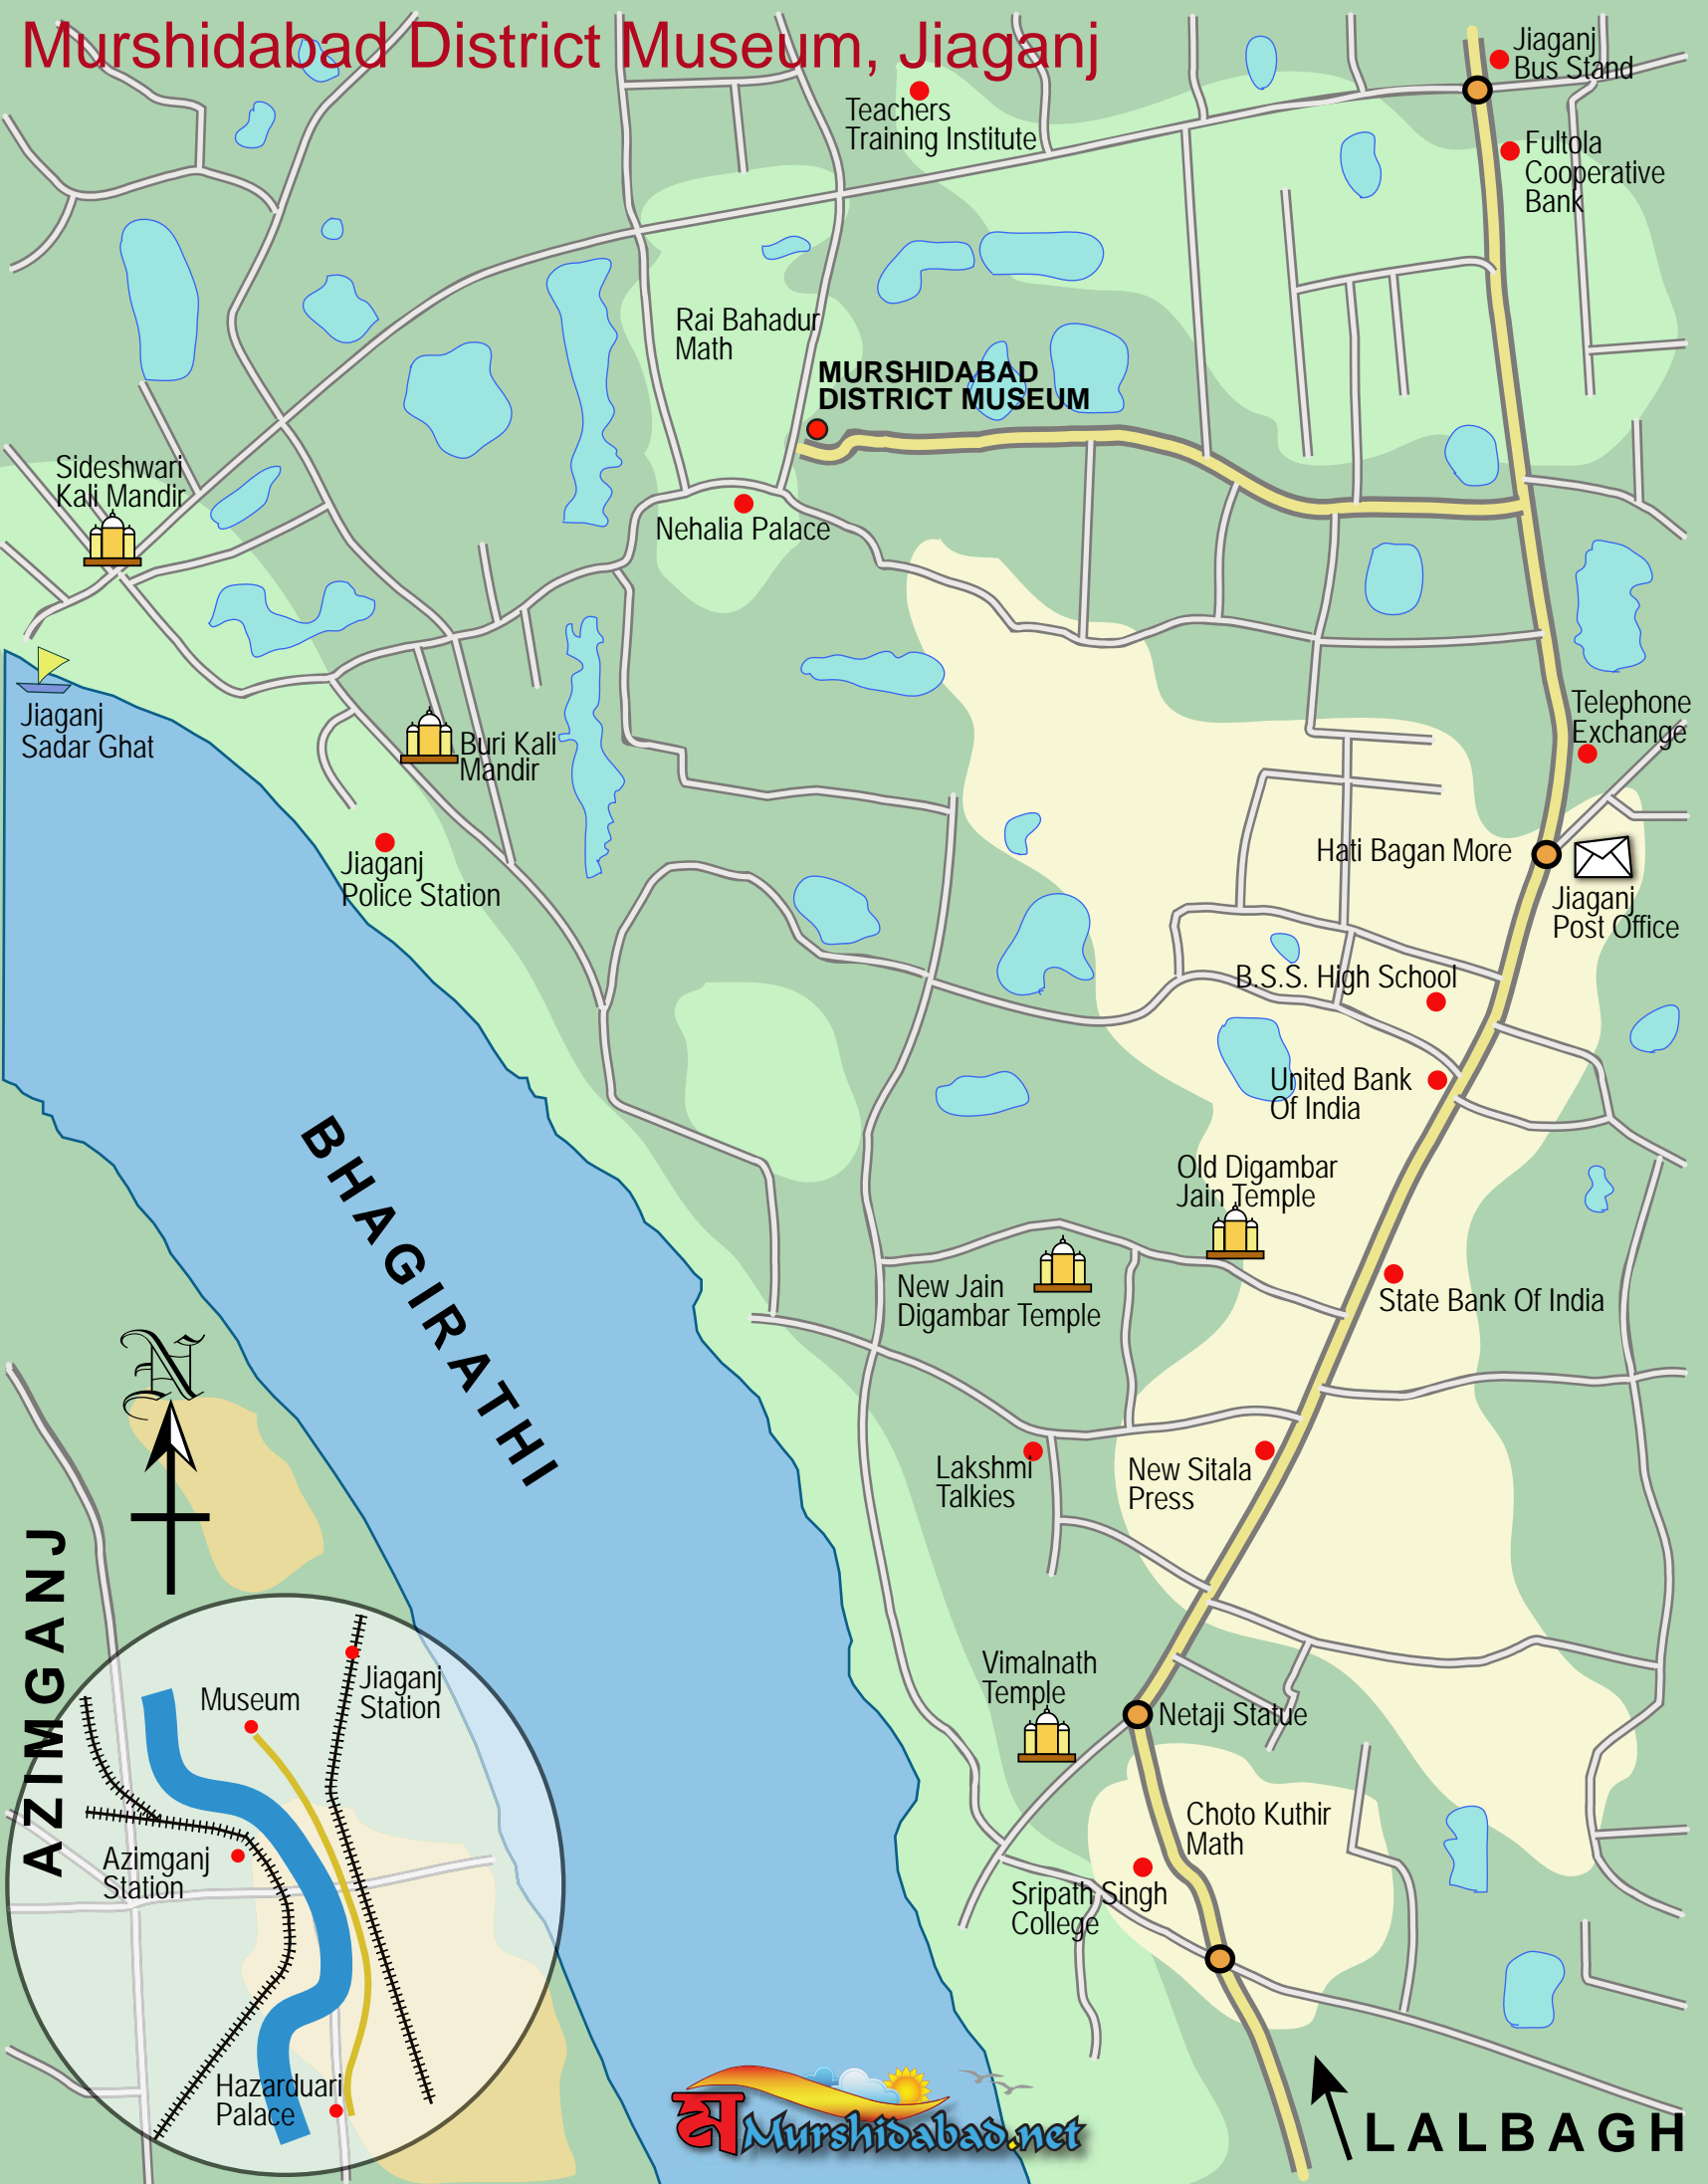 Murshidabad District Museum, Jiaganj
Jiaganj
Bus Stand
Teachers
Training Institute
Fultola
Cooperative
Bank
Rai Bahadur
Math
MURSHIDABAD
DISTRICT MUSEUM
Sideshwari
Kali Mandir
Nehalia Palace
Jiaganj
Sadar Ghat
Buri Kali
Mandir
Telephone
Exchange
Jiaganj
Police Station
Hati Bagan More
Jiaganj
Post Office
B.S.S. High School
United Bank
Of India
Old Digambar
Jain Temple
BHAGIRATHI
New Jain
Digambar Temple
State Bank Of India
N
Lakshmi
Talkies
New Sitala
Press
AZIMGANJ
Vimalnath
Temple
Netaji Statue
Jiaganj
Station
Museum
Choto Kuthir
Math
Azimganj
Station
Sripath Singh
College
Hazarduari
Palace
ম Murshidabad.net
LALBAGH